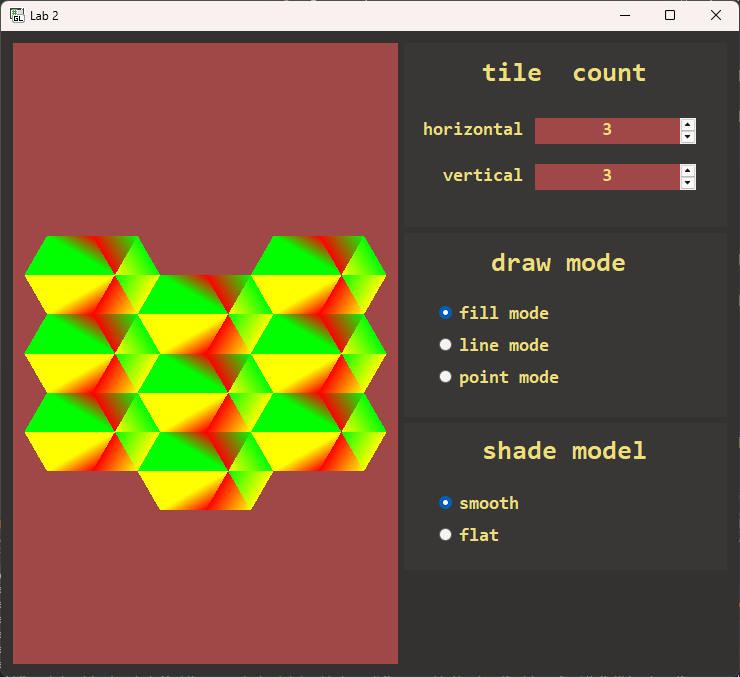 Lab 2
tile count
horizontal 3
vertical 3
draw mode
fill mode
line mode
point mode
shade model
smooth
flat